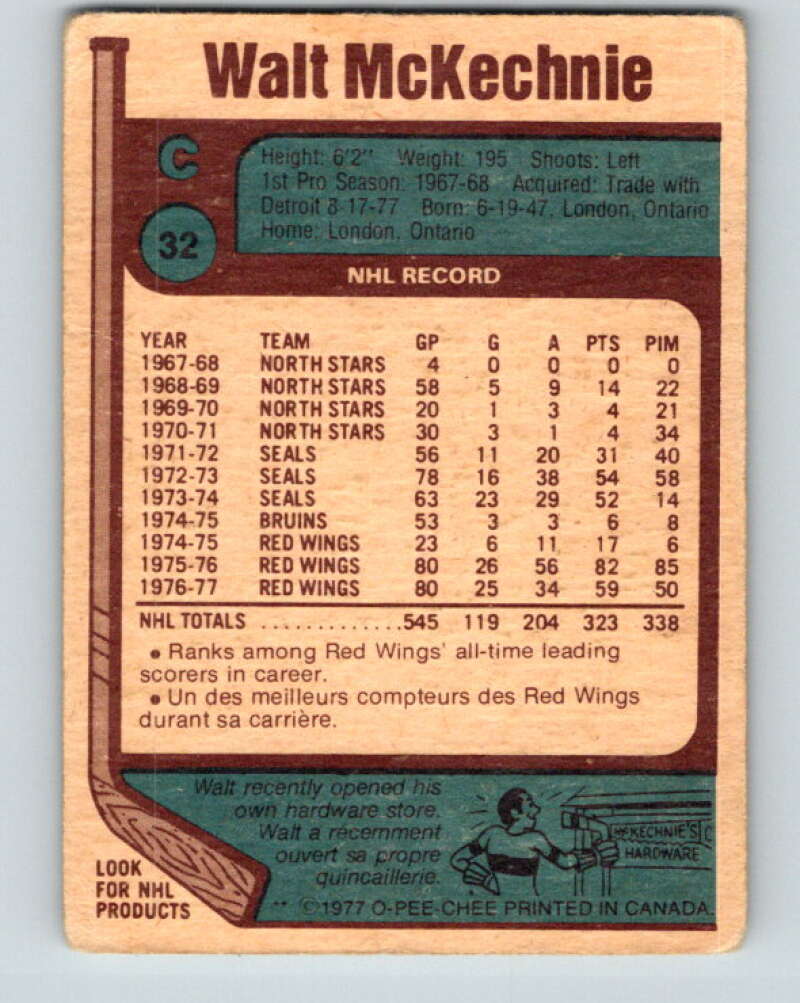 Walt McKechnie
C
Height: 6'2" Weight: 195 Shoots: Left
1st Pro Season: 1967-68 Acquired: Trade with
Detroit 8-17-77 Born: 6-19-47, London, Ontario
Home: London, Ontario
32
NHL RECORD
YEAR TEAM GP G A PTS PIM
1967-68 NORTH STARS 4 0 0 0 0
1968-69 NORTH STARS 58 5 9 14 22
1969-70 NORTH STARS 20 1 3 4 21
1970-71 NORTH STARS 30 3 1 4 34
1971-72 SEALS 56 11 20 31 40
1972-73 SEALS 78 16 38 54 58
1973-74 SEALS 63 23 29 52 14
1974-75 BRUINS 53 3 3 6 8
1974-75 RED WINGS 23 6 11 17 6
1975-76 RED WINGS 80 26 56 82 85
1976-77 RED WINGS 80 25 34 59 50
NHL TOTALS .............545 119 204 323 338
• Ranks among Red Wings' all-time leading
scorers in career.
• Un des meilleurs compteurs des Red Wings
durant sa carrière.
Walt recently opened his
own hardware store.
Walt a récemment
ouvert sa propre
quincaillerie.
McKECHNIE'S C
HARDWARE
LOOK
FOR NHL
PRODUCTS
** ©1977 O-PEE-CHEE PRINTED IN CANADA.